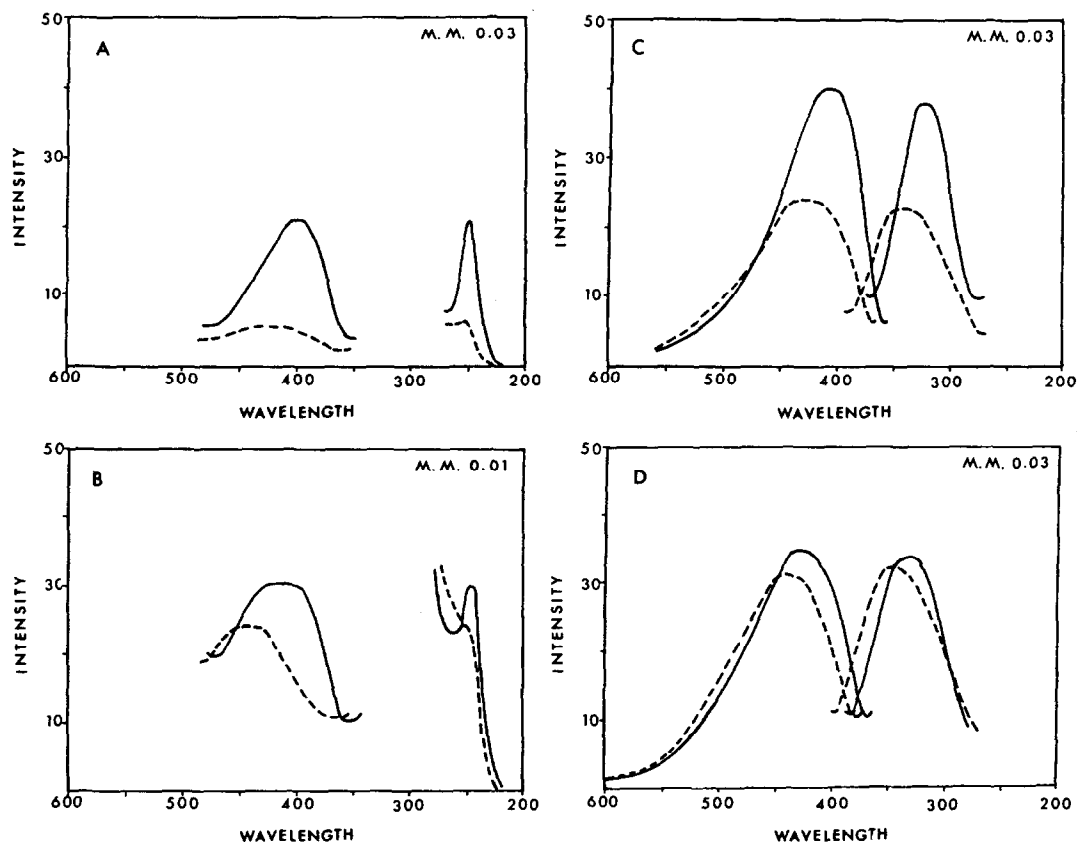 50
A
M.M. 0.03
INTENSITY
30
10
600
500
400
300
200
WAVELENGTH
50
C
M.M. 0.03
INTENSITY
30
10
600
500
400
300
200
WAVELENGTH
50
B
M.M. 0.01
INTENSITY
30
10
600
500
400
300
200
WAVELENGTH
50
D
M.M. 0.03
INTENSITY
30
10
600
500
400
300
200
WAVELENGTH